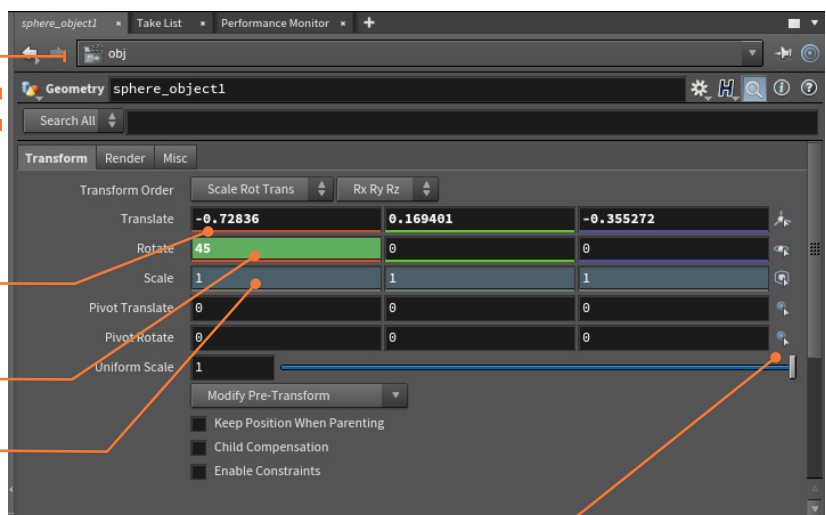 sphere_object1 × Take List × Performance Monitor × +
obj
Geometry sphere_object1
Search All
Transform Render Misc
Transform Order Scale Rot Trans Rx Ry Rz
Translate -0.72836 0.169401 -0.355272
Rotate 45 0 0
Scale 1 1 1
Pivot Translate 0 0 0
Pivot Rotate 0 0 0
Uniform Scale 1
Modify Pre-Transform
Keep Position When Parenting
Child Compensation
Enable Constraints